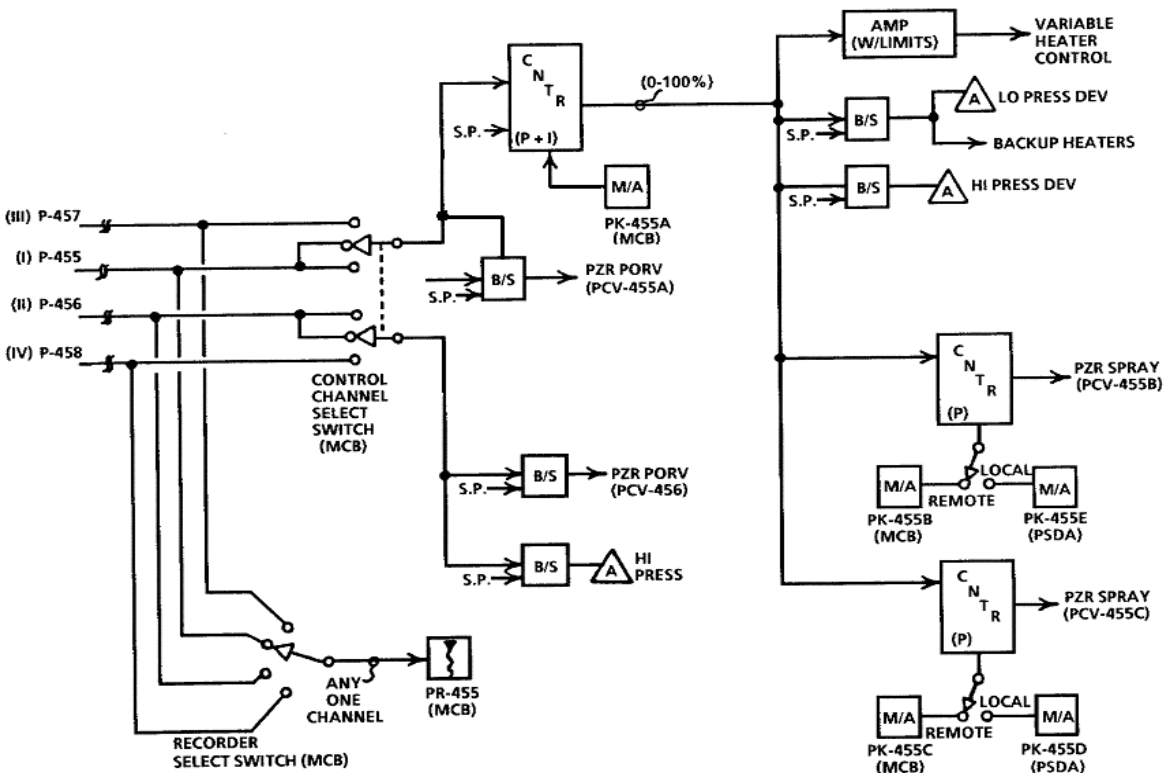 AMP
(W/LIMITS)
VARIABLE
HEATER
CONTROL
C
N
T
R
(P + I)
S.P.
(0-100%)
M/A
PK-455A
(MCB)
B/S
S.P.
A
LO PRESS DEV
BACKUP HEATERS
B/S
S.P.
A
HI PRESS DEV
(III) P-457
(I) P-455
(II) P-456
(IV) P-458
B/S
S.P.
PZR PORV
(PCV-455A)
CONTROL
CHANNEL
SELECT
SWITCH
(MCB)
B/S
S.P.
PZR PORV
(PCV-456)
B/S
S.P.
A
HI
PRESS
C
N
T
R
(P)
PZR SPRAY
(PCV-455B)
M/A
LOCAL
REMOTE
M/A
PK-455B
(MCB)
PK-455E
(PSDA)
C
N
T
R
(P)
PZR SPRAY
(PCV-455C)
M/A
LOCAL
REMOTE
M/A
PK-455C
(MCB)
PK-455D
(PSDA)
ANY
ONE
CHANNEL
PR-455
(MCB)
RECORDER
SELECT SWITCH (MCB)